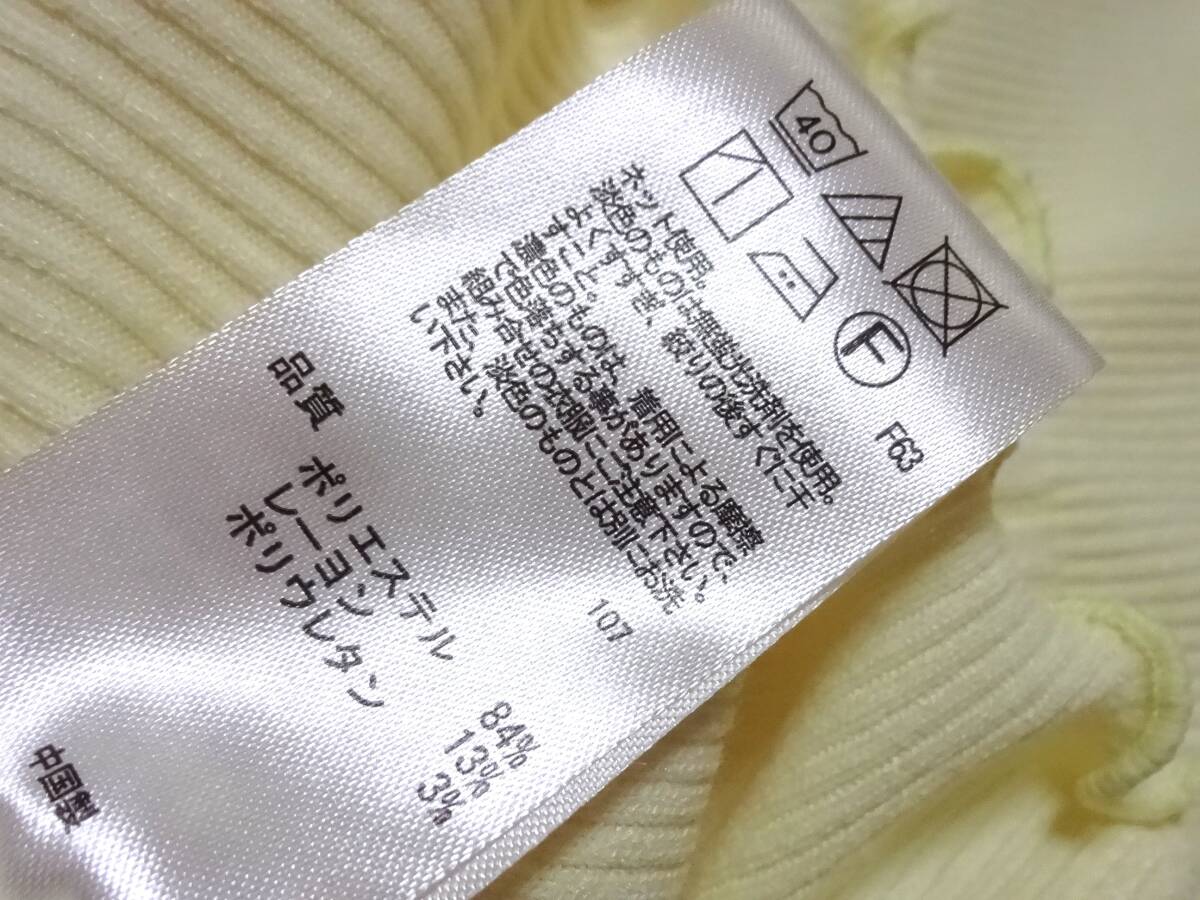 40
F
F63
ネット使用。
淡色のものは無蛍光洗剤を使用。
よくすすぎ、絞りの後すぐに干
すこと。
濃色のものは、着用による摩擦
で色落ちする事がありますので、
組み合せの衣服にご注意下さい。
また、淡色のものとは別にお洗
い下さい。
107
品質 ポリエステル 84%
レーヨン 13%
ポリウレタン 3%
中国製